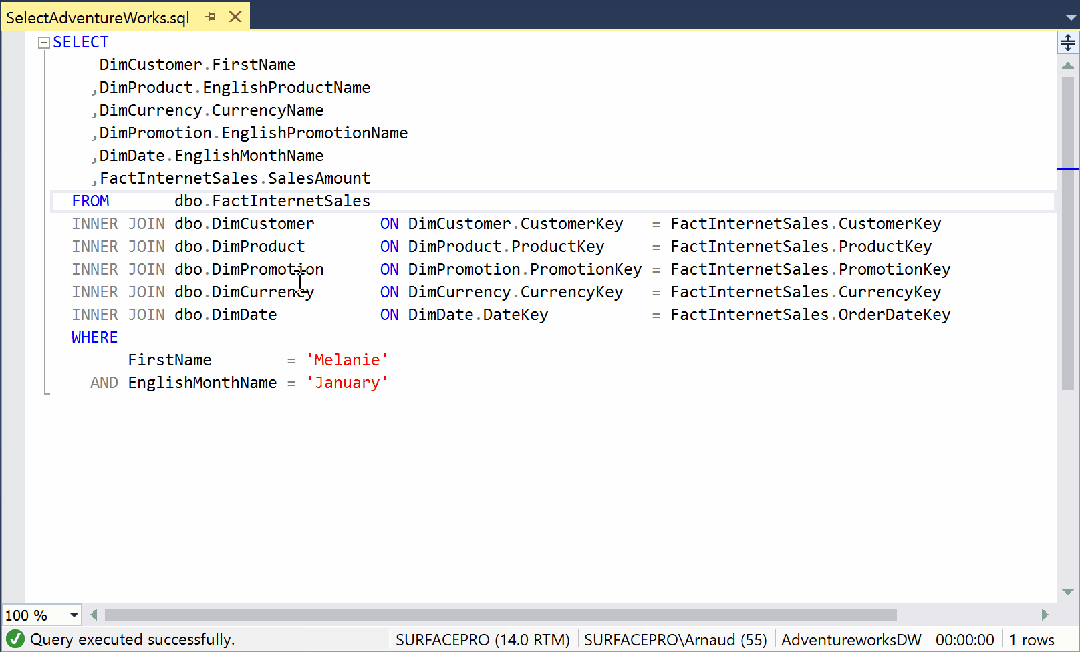 SelectAdventureWorks.sql
SELECT
DimCustomer.FirstName
,DimProduct.EnglishProductName
,DimCurrency.CurrencyName
,DimPromotion.EnglishPromotionName
,DimDate.EnglishMonthName
,FactInternetSales.SalesAmount
FROM dbo.FactInternetSales
INNER JOIN dbo.DimCustomer ON DimCustomer.CustomerKey = FactInternetSales.CustomerKey
INNER JOIN dbo.DimProduct ON DimProduct.ProductKey = FactInternetSales.ProductKey
INNER JOIN dbo.DimPromotion ON DimPromotion.PromotionKey = FactInternetSales.PromotionKey
INNER JOIN dbo.DimCurrency ON DimCurrency.CurrencyKey = FactInternetSales.CurrencyKey
INNER JOIN dbo.DimDate ON DimDate.DateKey = FactInternetSales.OrderDateKey
WHERE
FirstName = 'Melanie'
AND EnglishMonthName = 'January'
100 %
Query executed successfully. SURFACEPRO (14.0 RTM) SURFACEPRO\Arnaud (55) AdventureworksDW 00:00:00 1 rows